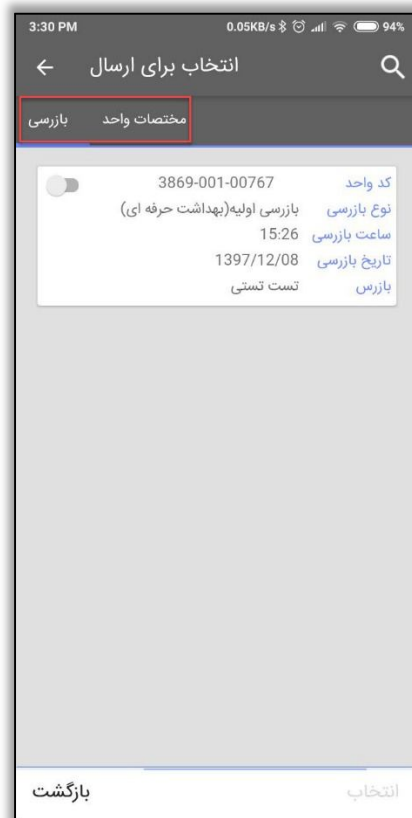 3:30 PM 0.05KB/s 94%
انتخاب برای ارسال
مختصات واحد بازرسی
کد واحد 3869-001-00767
نوع بازرسی بازرسی اولیه(بهداشت حرفه ای)
ساعت بازرسی 15:26
تاریخ بازرسی 1397/12/08
بازرس تست تستی
انتخاب بازگشت